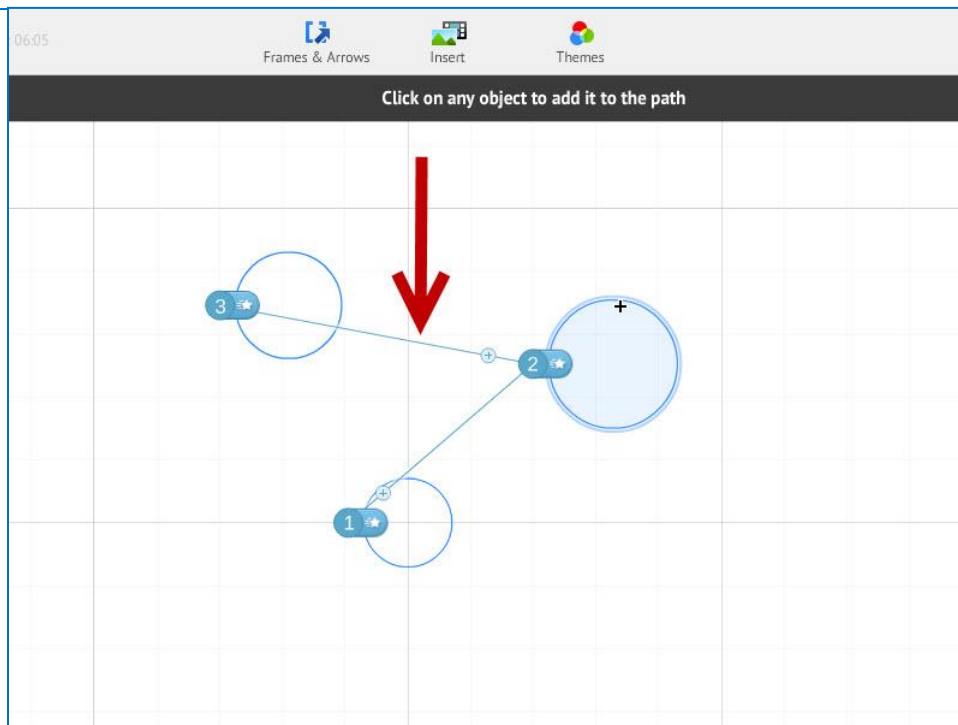 06:05
Frames & Arrows
Insert
Themes
Click on any object to add it to the path
3
2
1